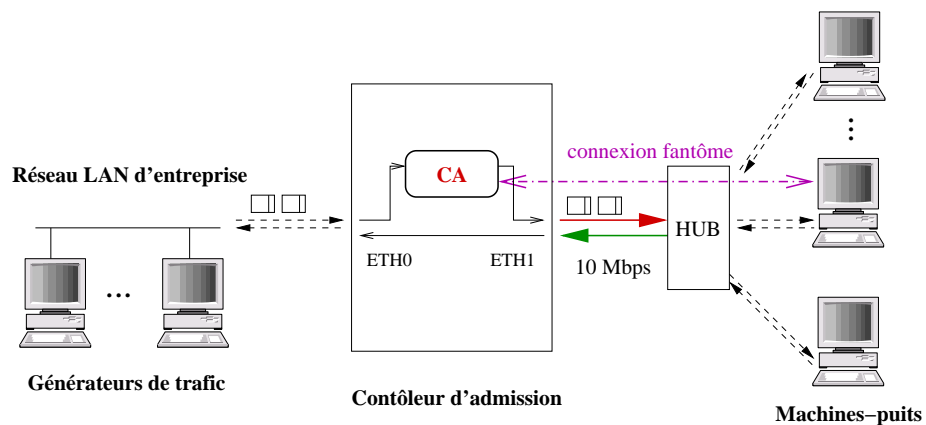 Réseau LAN d'entreprise
...
Générateurs de trafic
CA
ETH0
ETH1
Contôleur d'admission
connexion fantôme
10 Mbps
HUB
...
Machines−puits